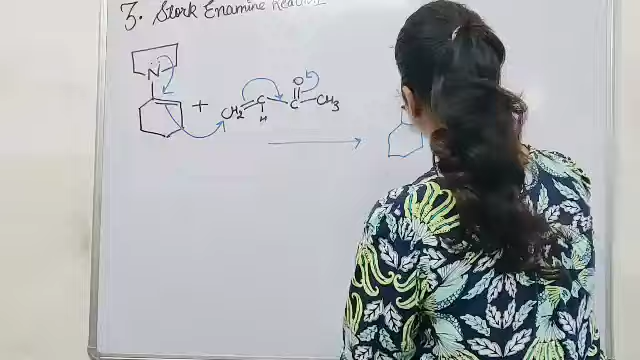 3. Stork Enamine Reaction
N
+ CH₂ = C - C - CH₃
O
H